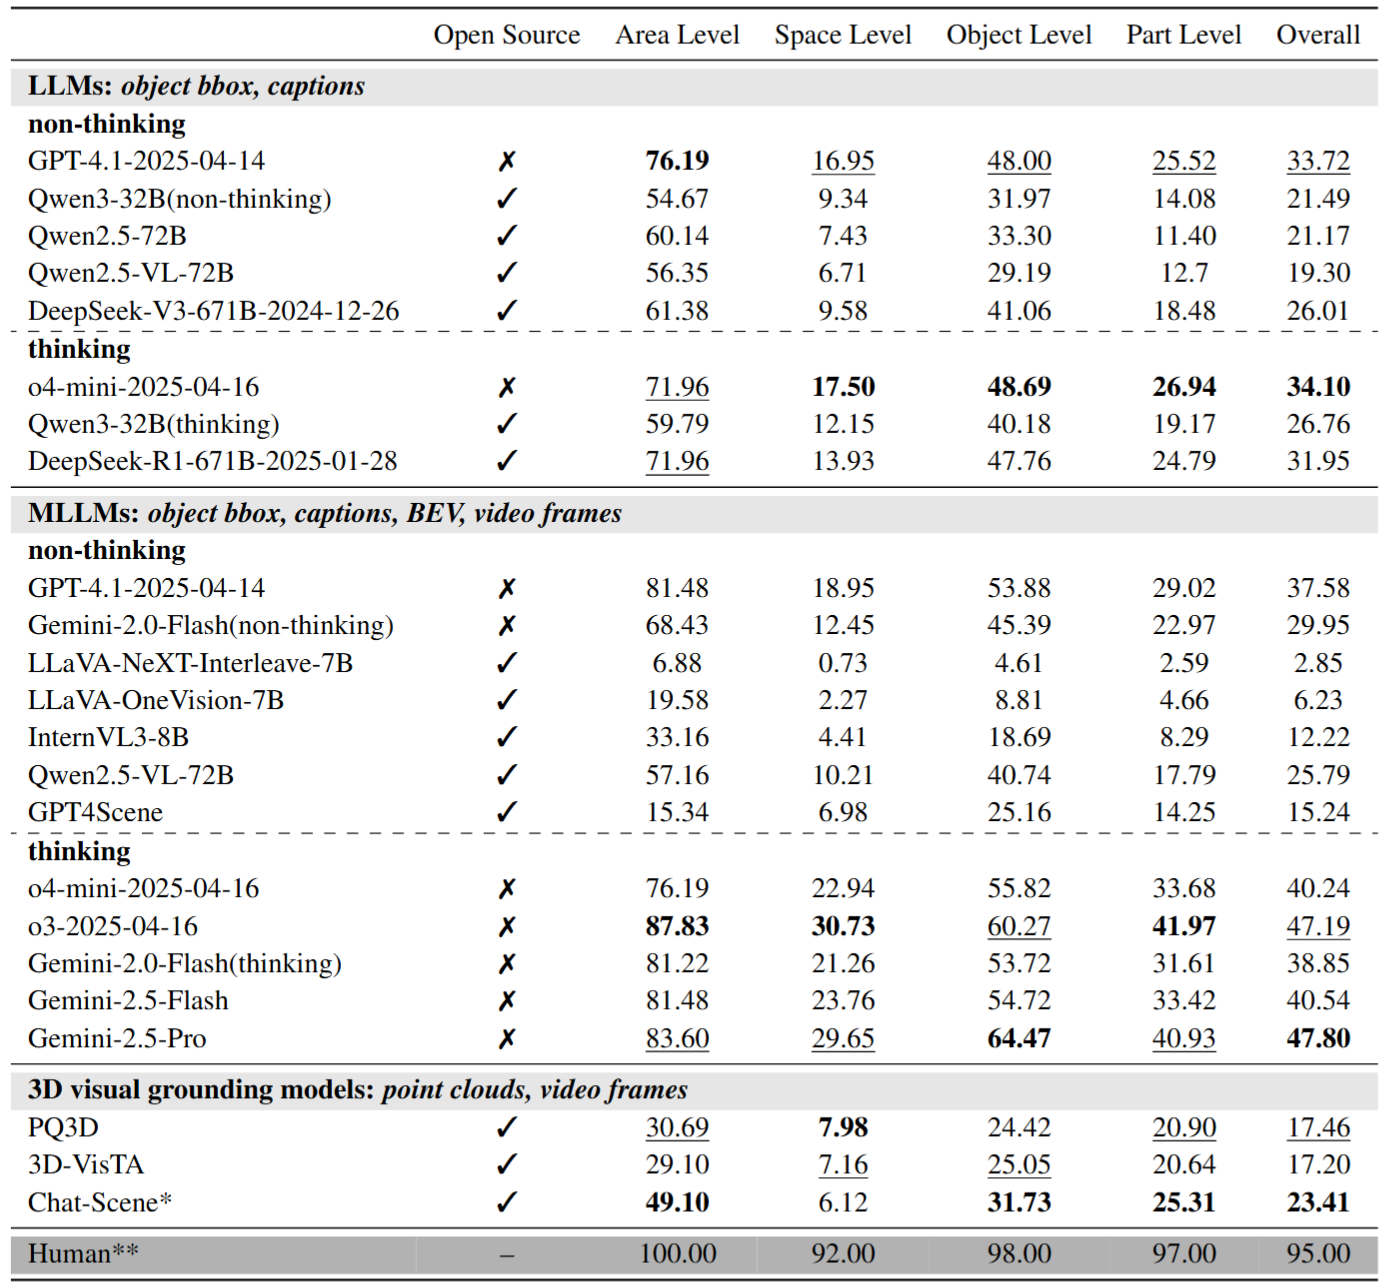 Open Source Area Level Space Level Object Level Part Level Overall
LLMs: object bbox, captions
non-thinking
GPT-4.1-2025-04-14 ✗ 76.19 16.95 48.00 25.52 33.72
Qwen3-32B(non-thinking) ✓ 54.67 9.34 31.97 14.08 21.49
Qwen2.5-72B ✓ 60.14 7.43 33.30 11.40 21.17
Qwen2.5-VL-72B ✓ 56.35 6.71 29.19 12.7 19.30
DeepSeek-V3-671B-2024-12-26 ✓ 61.38 9.58 41.06 18.48 26.01
thinking
o4-mini-2025-04-16 ✗ 71.96 17.50 48.69 26.94 34.10
Qwen3-32B(thinking) ✓ 59.79 12.15 40.18 19.17 26.76
DeepSeek-R1-671B-2025-01-28 ✓ 71.96 13.93 47.76 24.79 31.95
MLLMs: object bbox, captions, BEV, video frames
non-thinking
GPT-4.1-2025-04-14 ✗ 81.48 18.95 53.88 29.02 37.58
Gemini-2.0-Flash(non-thinking) ✗ 68.43 12.45 45.39 22.97 29.95
LLaVA-NeXT-Interleave-7B ✓ 6.88 0.73 4.61 2.59 2.85
LLaVA-OneVision-7B ✓ 19.58 2.27 8.81 4.66 6.23
InternVL3-8B ✓ 33.16 4.41 18.69 8.29 12.22
Qwen2.5-VL-72B ✓ 57.16 10.21 40.74 17.79 25.79
GPT4Scene ✓ 15.34 6.98 25.16 14.25 15.24
thinking
o4-mini-2025-04-16 ✗ 76.19 22.94 55.82 33.68 40.24
o3-2025-04-16 ✗ 87.83 30.73 60.27 41.97 47.19
Gemini-2.0-Flash(thinking) ✗ 81.22 21.26 53.72 31.61 38.85
Gemini-2.5-Flash ✗ 81.48 23.76 54.72 33.42 40.54
Gemini-2.5-Pro ✗ 83.60 29.65 64.47 40.93 47.80
3D visual grounding models: point clouds, video frames
PQ3D ✓ 30.69 7.98 24.42 20.90 17.46
3D-VisTA ✓ 29.10 7.16 25.05 20.64 17.20
Chat-Scene* ✓ 49.10 6.12 31.73 25.31 23.41
Human** – 100.00 92.00 98.00 97.00 95.00